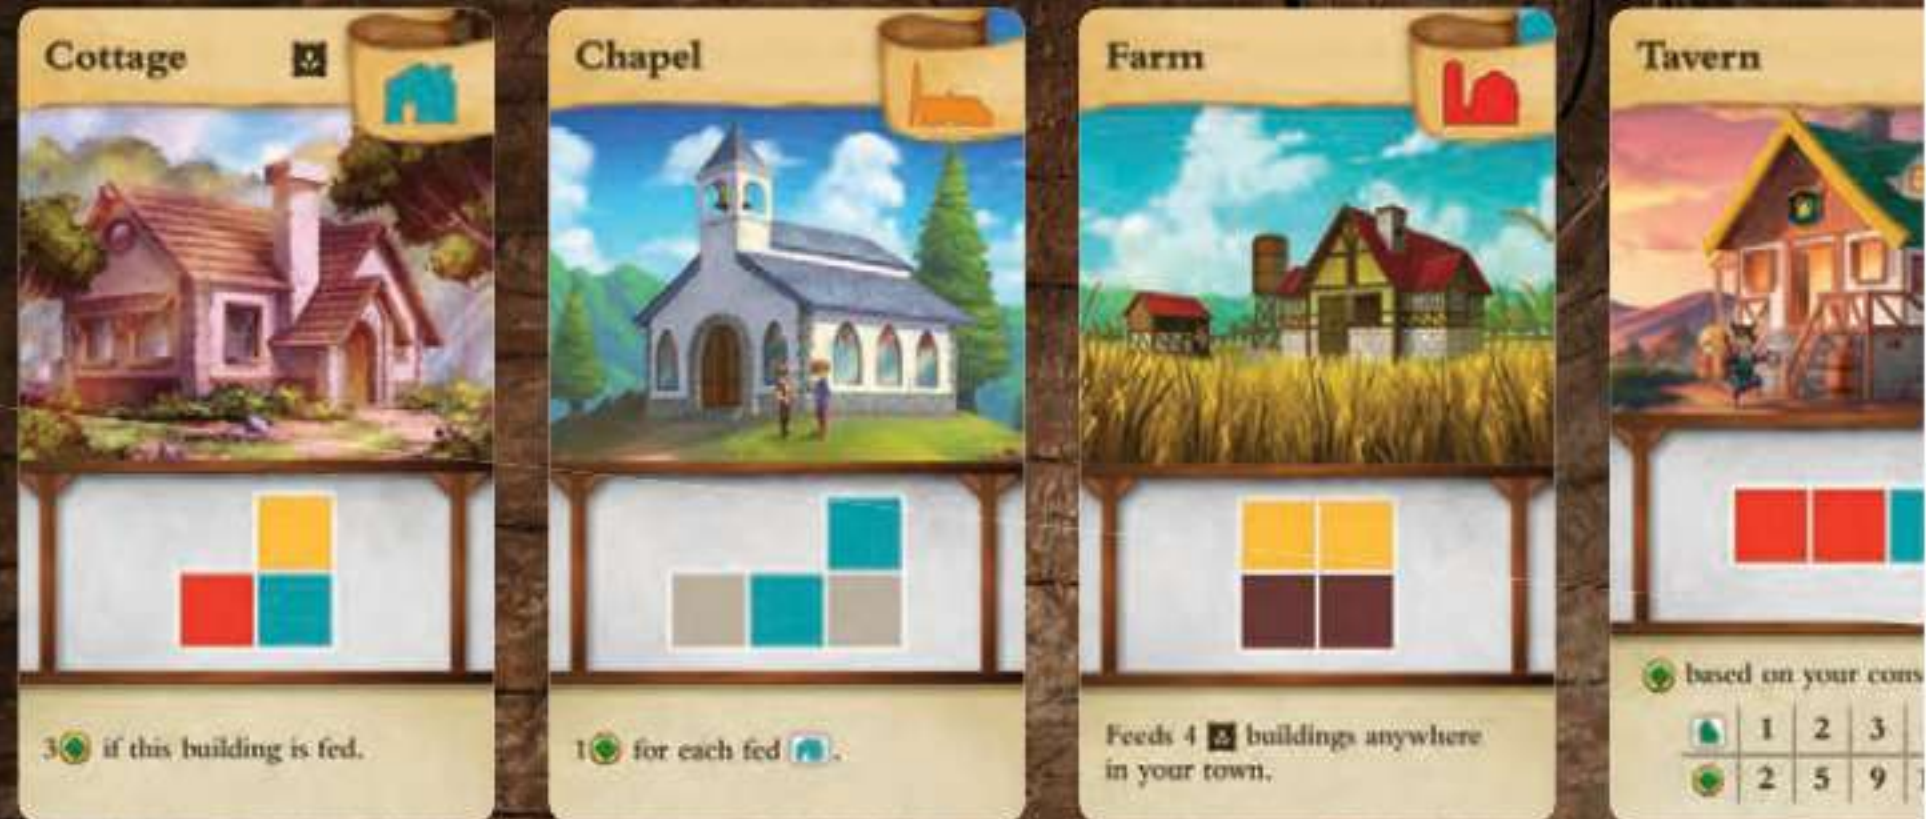 Cottage
3 if this building is fed.
Chapel
1 for each fed .
Farm
Feeds 4 buildings anywhere
in your town.
Tavern
based on your cons
1 2 3
2 5 9